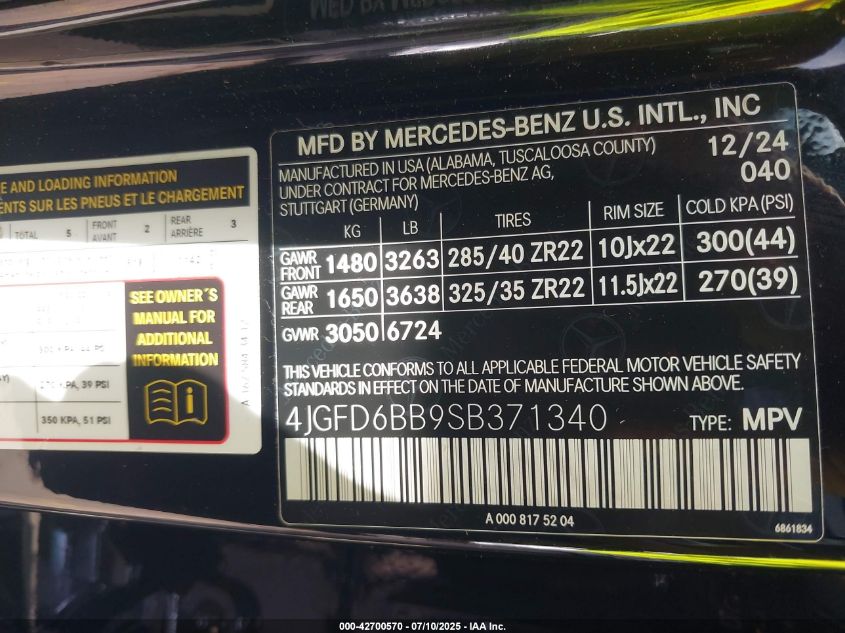 E AND LOADING INFORMATION
ENTS SUR LES PNEUS ET LE CHARGEMENT
TOTAL 5 FRONT AVANT 2 REAR ARRIÈRE 3
SEE OWNER'S
MANUAL FOR
ADDITIONAL
INFORMATION
KPA, 39 PSI
350 KPA, 51 PSI
MFD BY MERCEDES-BENZ U.S. INTL., INC
MANUFACTURED IN USA (ALABAMA, TUSCALOOSA COUNTY) 12/24
UNDER CONTRACT FOR MERCEDES-BENZ AG, 040
STUTTGART (GERMANY)
KG LB TIRES RIM SIZE COLD KPA (PSI)
GAWR FRONT 1480 3263 285/40 ZR22 10Jx22 300(44)
GAWR REAR 1650 3638 325/35 ZR22 11.5Jx22 270(39)
GVWR 3050 6724
THIS VEHICLE CONFORMS TO ALL APPLICABLE FEDERAL MOTOR VEHICLE SAFETY
STANDARDS IN EFFECT ON THE DATE OF MANUFACTURE SHOWN ABOVE.
4JGFD6BB9SB371340 TYPE: MPV
A 000 817 52 04
6861834
000-42700570 - 07/10/2025 - IAA Inc.